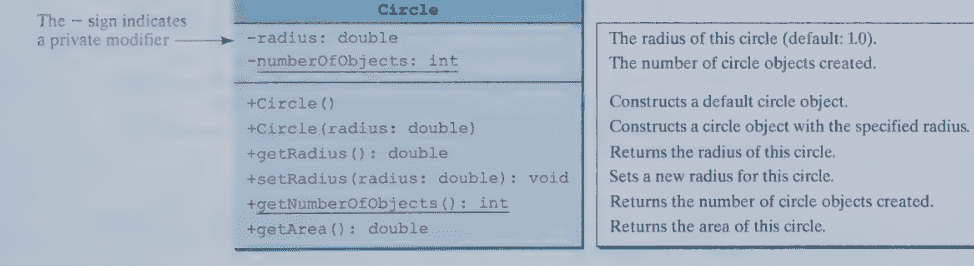 Circle
The – sign indicates
a private modifier
-radius: double
The radius of this circle (default: 1.0).
-numberOfObjects: int
The number of circle objects created.
+Circle()
Constructs a default circle object.
+Circle(radius: double)
Constructs a circle object with the specified radius.
+getRadius(): double
Returns the radius of this circle.
+setRadius(radius: double): void
Sets a new radius for this circle.
+getNumberOfObjects(): int
Returns the number of circle objects created.
+getArea(): double
Returns the area of this circle.